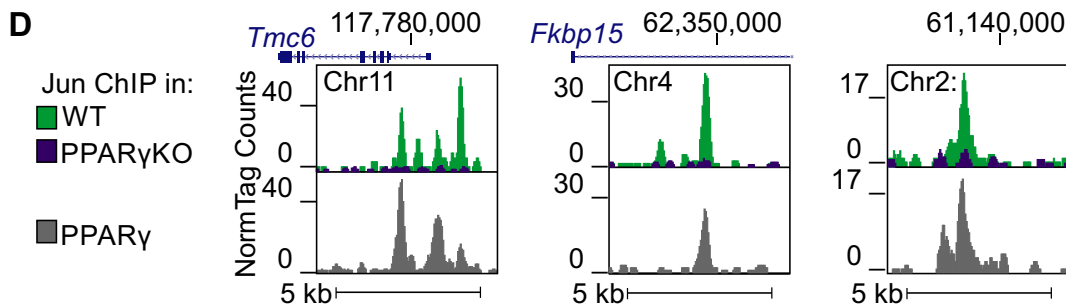 D
117,780,000
62,350,000
61,140,000
Tmc6
Fkbp15
Jun ChIP in:
WT
PPARγKO
PPARγ
NormTag Counts
Chr11
40
0
40
0
5 kb
Chr4
30
0
30
0
5 kb
Chr2:
17
0
17
0
5 kb